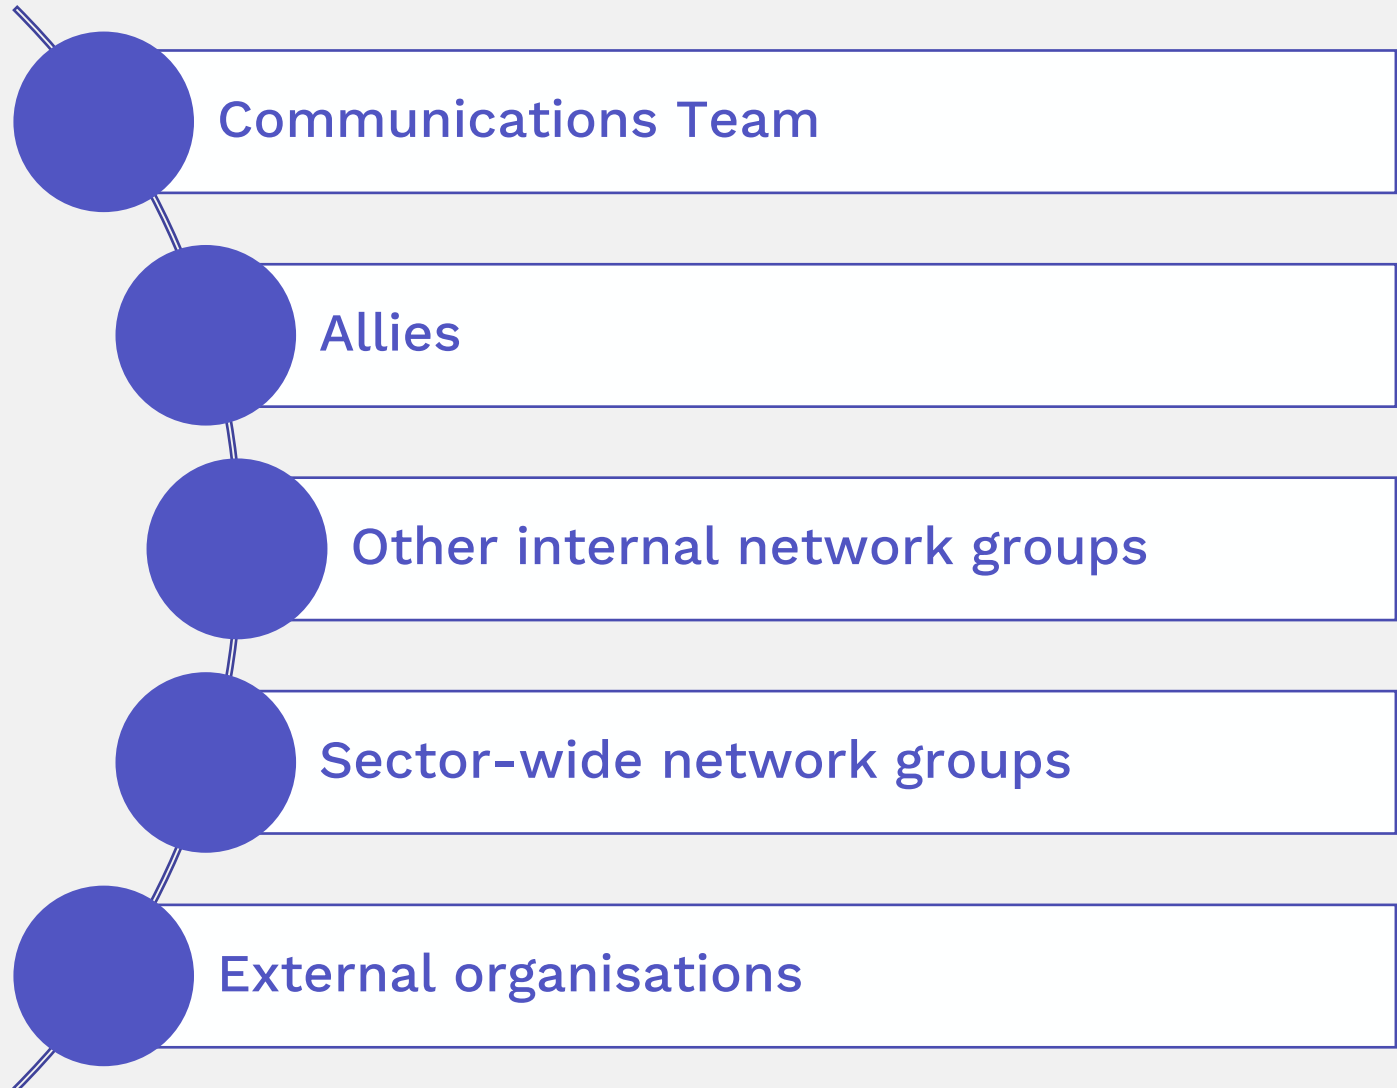 Communications Team
Allies
Other internal network groups
Sector-wide network groups
External organisations